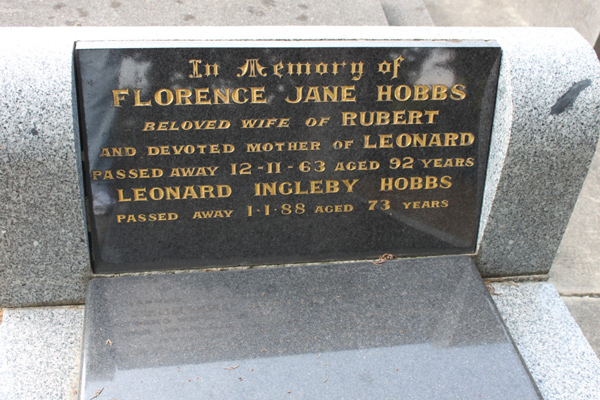 In Memory of
FLORENCE JANE HOBBS
BELOVED WIFE OF RUBERT
AND DEVOTED MOTHER OF LEONARD
PASSED AWAY 12-11-63 AGED 92 YEARS
LEONARD INGLEBY HOBBS
PASSED AWAY 1·1·88 AGED 73 YEARS